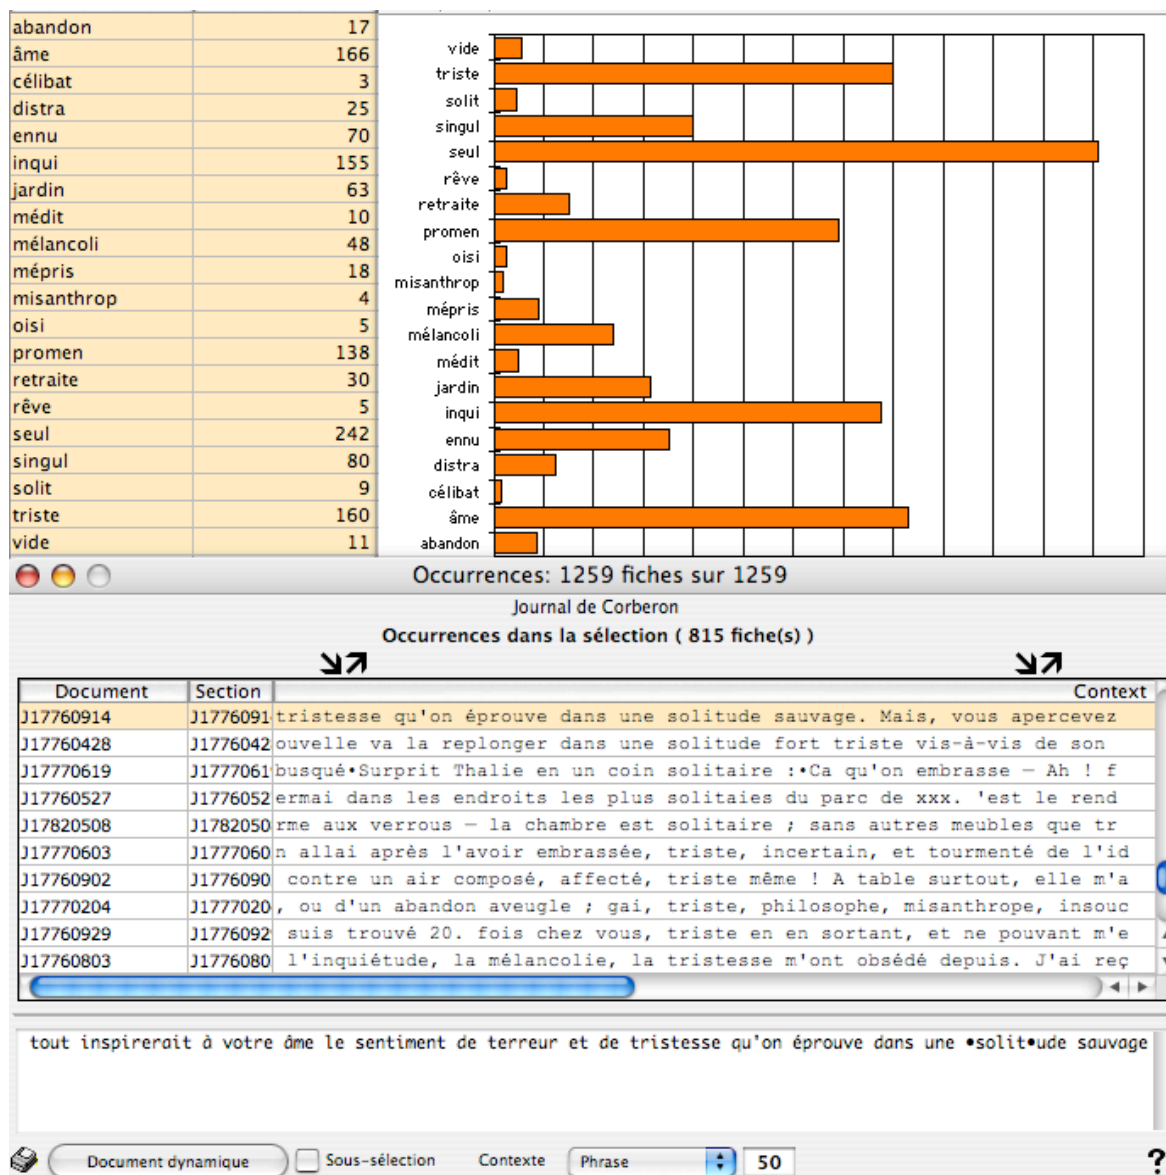 abandon 17
âme 166
célibat 3
distra 25
ennu 70
inqui 155
jardin 63
médit 10
mélancoli 48
mépris 18
misanthrop 4
oisi 5
promen 138
retraite 30
rêve 5
seul 242
singul 80
solit 9
triste 160
vide 11
vide
triste
solit
singul
seul
rêve
retraite
promen
oisi
misanthrop
mépris
mélancoli
médit
jardin
inqui
ennu
distra
célibat
âme
abandon
Occurrences: 1259 fiches sur 1259
Journal de Corberon
Occurrences dans la sélection ( 815 fiche(s) )
Document Section Context
J17760914 J1776091 tristesse qu'on éprouve dans une solitude sauvage. Mais, vous apercevez
J17760428 J1776042 ouvelle va la replonger dans une solitude fort triste vis-à-vis de son
J17770619 J1777061 busqué•Surprit Thalie en un coin solitaire :•Ca qu'on embrasse — Ah ! f
J17760527 J1776052 ermai dans les endroits les plus solitaies du parc de xxx. 'est le rend
J17820508 J1782050 rme aux verrous — la chambre est solitaire ; sans autres meubles que tr
J17770603 J1777060 n allai après l'avoir embrassée, triste, incertain, et tourmenté de l'id
J17760902 J1776090 contre un air composé, affecté, triste même ! A table surtout, elle m'a
J17770204 J1777020 , ou d'un abandon aveugle ; gai, triste, philosophe, misanthrope, insouc
J17760929 J1776092 suis trouvé 20. fois chez vous, triste en en sortant, et ne pouvant m'e
J17760803 J1776080 l'inquiétude, la mélancolie, la tristesse m'ont obsédé depuis. J'ai reç
tout inspirerait à votre âme le sentiment de terreur et de tristesse qu'on éprouve dans une •solit•ude sauvage
Document dynamique Sous-sélection Contexte Phrase 50 ?